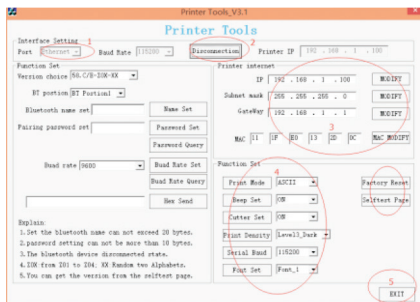 Printer Tools_V3.1
Printer Tools
Interface Setting
Port Ethernet 1 Baud Rate 115200 Disconnection 2 Printer IP 192 .168 . 1 .100
Function Set
Version choice 50.C/E-ZOX-XX
BT portion BT Portion1
Bluetooth name set Name Set
Pairing password set Password Set
Password Query
Buad rate 9600 Buad Rate Set
Buad Rate Query
Hex Send
Explain:
1.Set the bluetooth name can not exceed 20 bytes.
2.password setting can not be more than 10 bytes.
3.The bluetooth device disconnected state.
4.ZOX from Z01 to Z04; XX Random two Alphabets.
5.You can get the version from the selftest page.
Printer internet
IP 192 .168 . 1 .100 MODIFY
Subnet mask 255 .255 .255 . 0 MODIFY
GateWay 192 .168 . 1 . 1 MODIFY
3
MAC 11 1F E0 13 2D 0C MAC MODIFY
Function Set
4
Print Mode ASCII
Beep Set ON
Cutter Set ON
Print Density Level3_Dark
Serial Baud 115200
Font Set Font_1
Factory Reset
Selftest Page
5
EXIT